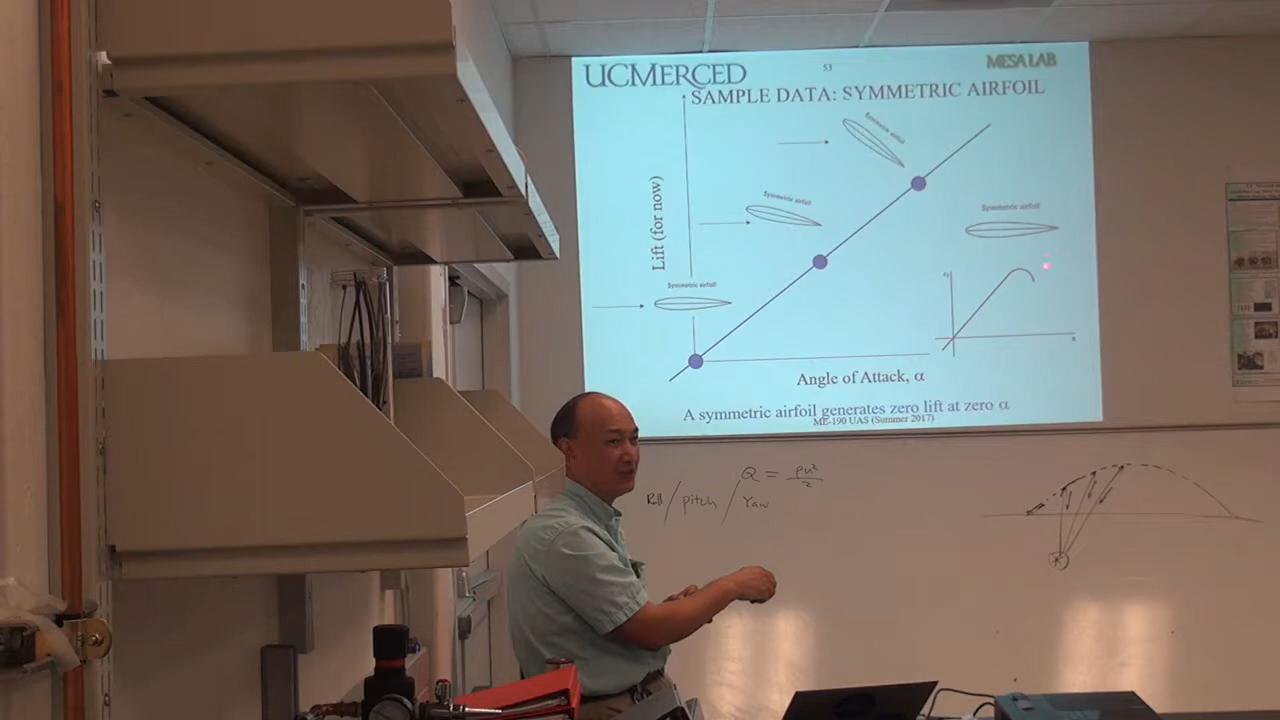 UCMERCED
53
MESA LAB
SAMPLE DATA: SYMMETRIC AIRFOIL
Symmetric airfoil
Lift (for now)
Symmetric airfoil
Symmetric airfoil
Symmetric airfoil
Angle of Attack, α
A symmetric airfoil generates zero lift at zero α
ME-190 UAS (Summer 2017)
Q = ρu²/2
Roll / pitch / Yaw